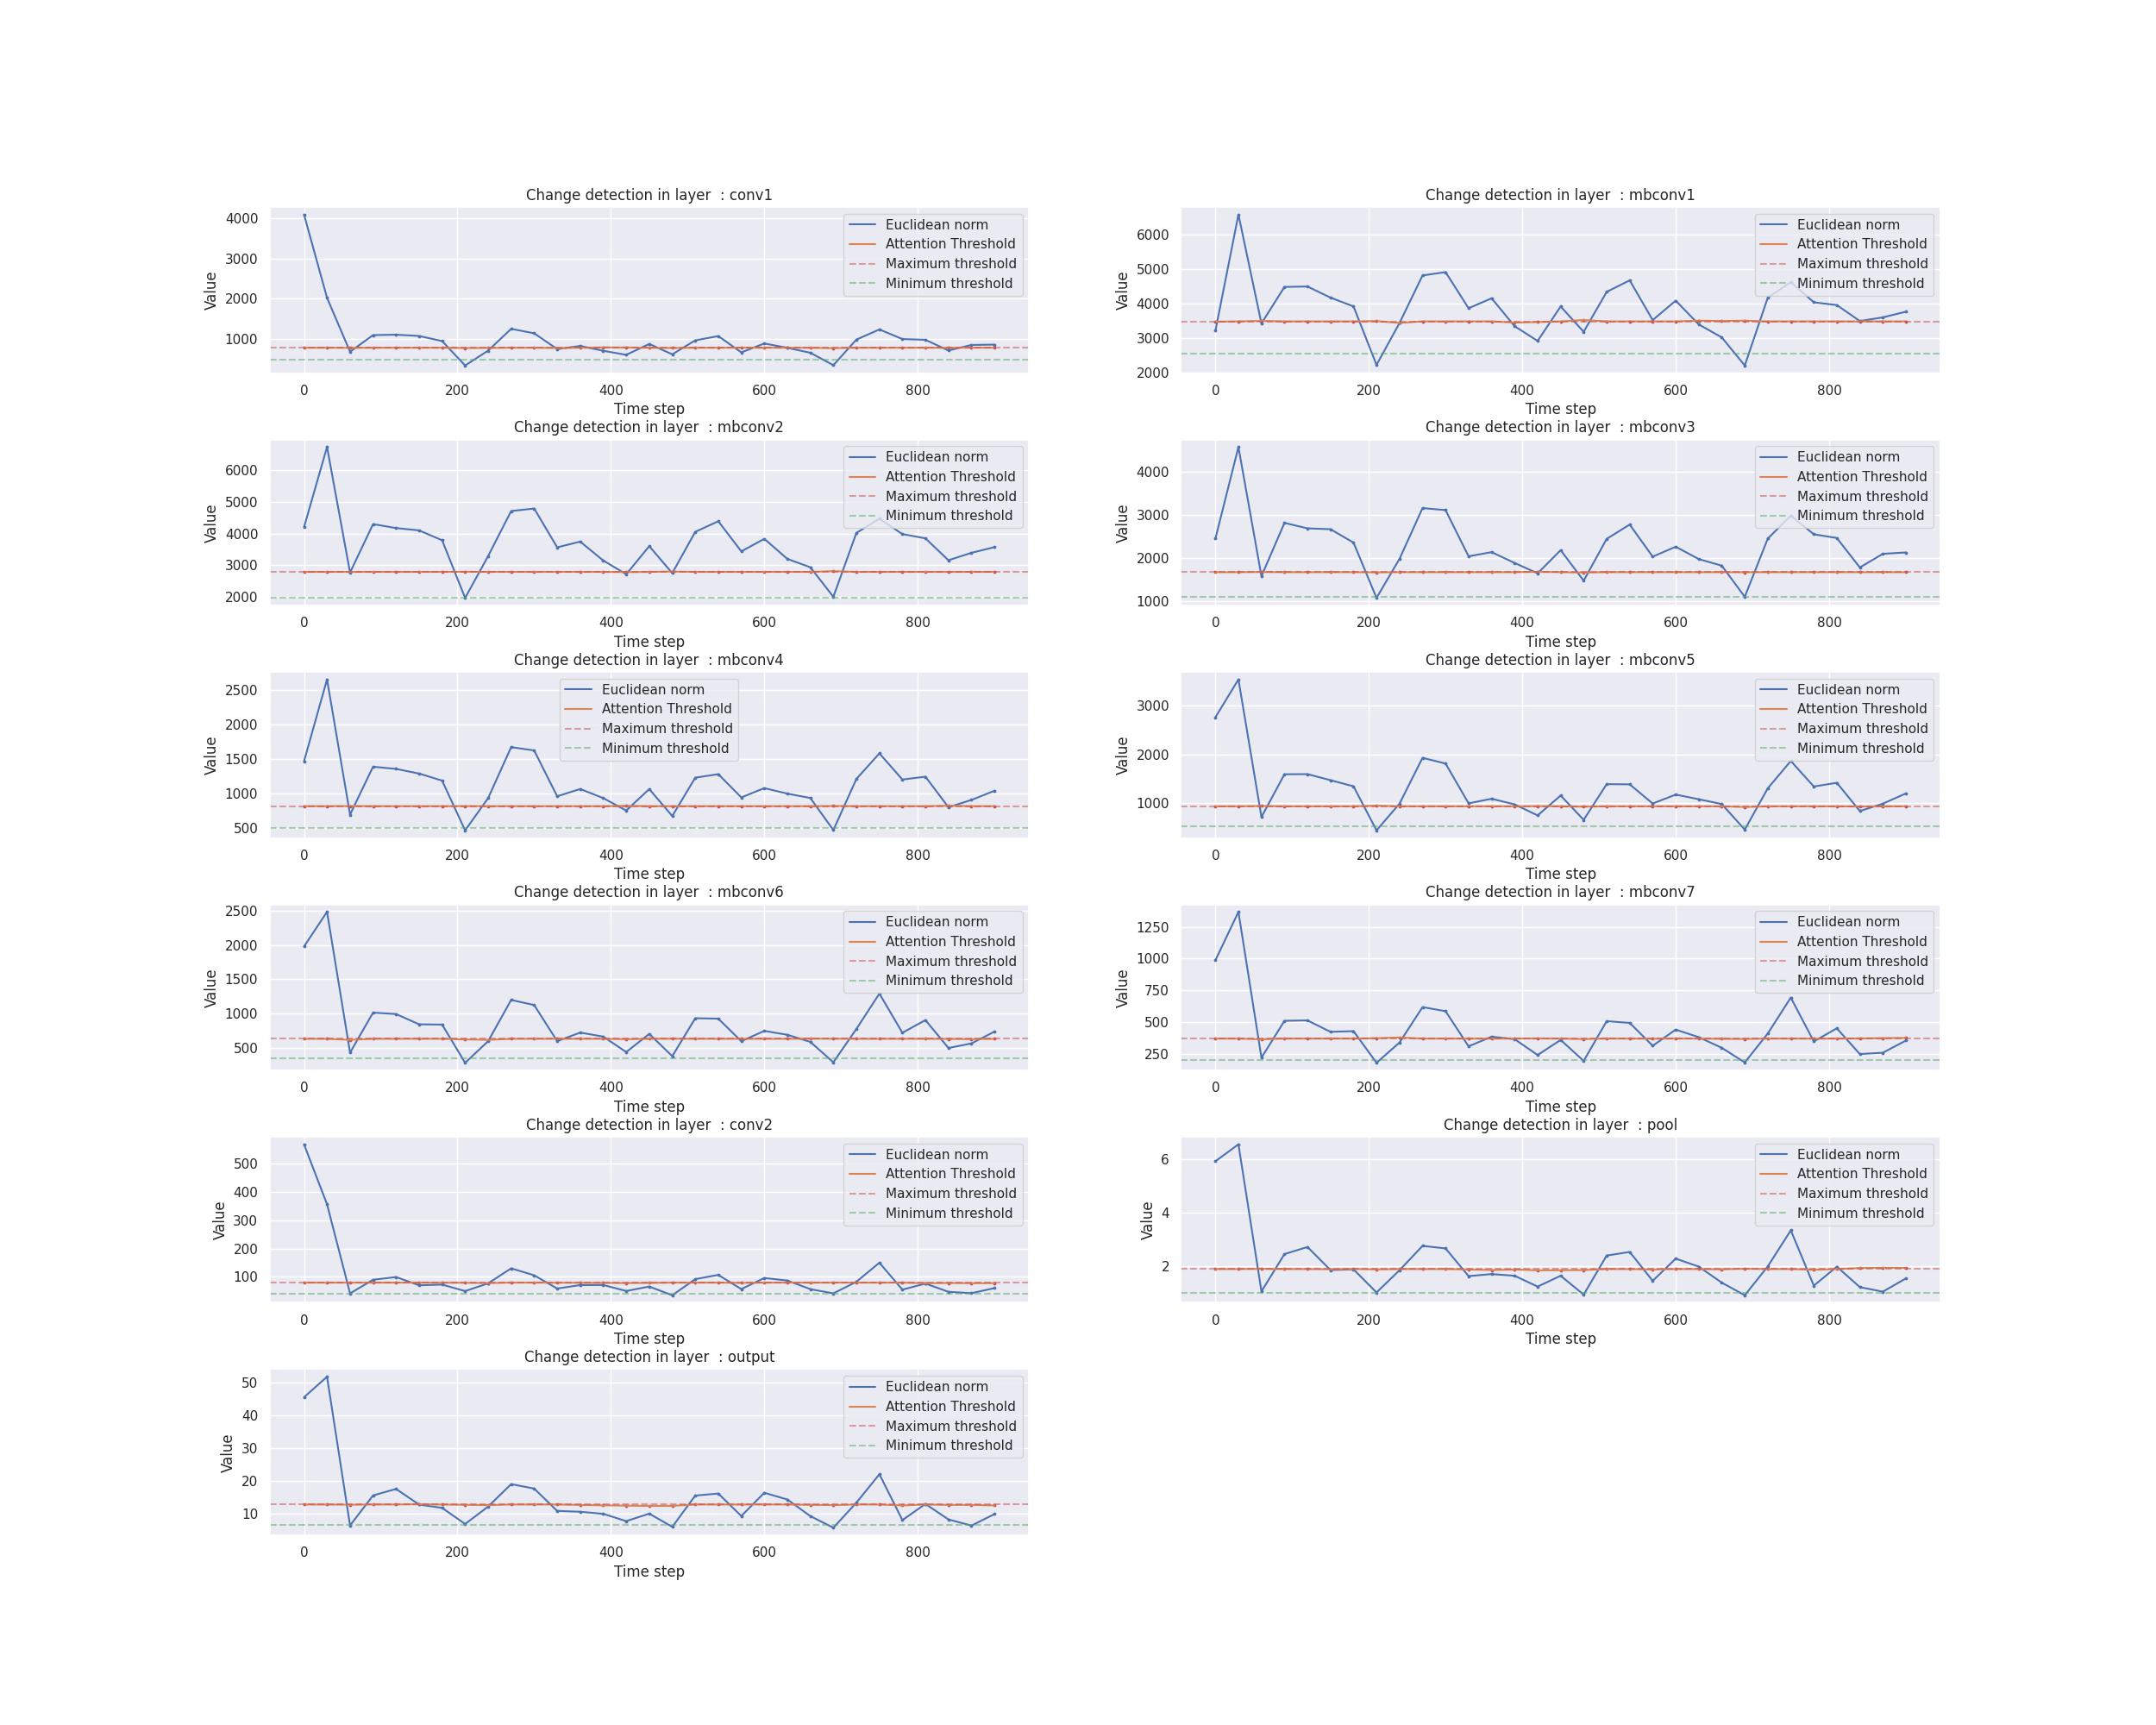 Change detection in layer  : conv1
4000
3000
2000
1000
Value
0 200 400 600 800
Time step
Euclidean norm
Attention Threshold
Maximum threshold
Minimum threshold
Change detection in layer  : mbconv1
6000
5000
4000
3000
2000
Value
0 200 400 600 800
Time step
Euclidean norm
Attention Threshold
Maximum threshold
Minimum threshold
Change detection in layer  : mbconv2
6000
5000
4000
3000
2000
Value
0 200 400 600 800
Time step
Euclidean norm
Attention Threshold
Maximum threshold
Minimum threshold
Change detection in layer  : mbconv3
4000
3000
2000
1000
Value
0 200 400 600 800
Time step
Euclidean norm
Attention Threshold
Maximum threshold
Minimum threshold
Change detection in layer  : mbconv4
2500
2000
1500
1000
500
Value
0 200 400 600 800
Time step
Euclidean norm
Attention Threshold
Maximum threshold
Minimum threshold
Change detection in layer  : mbconv5
3000
2000
1000
Value
0 200 400 600 800
Time step
Euclidean norm
Attention Threshold
Maximum threshold
Minimum threshold
Change detection in layer  : mbconv6
2500
2000
1500
1000
500
Value
0 200 400 600 800
Time step
Euclidean norm
Attention Threshold
Maximum threshold
Minimum threshold
Change detection in layer  : mbconv7
1250
1000
750
500
250
Value
0 200 400 600 800
Time step
Euclidean norm
Attention Threshold
Maximum threshold
Minimum threshold
Change detection in layer  : conv2
500
400
300
200
100
Value
0 200 400 600 800
Time step
Euclidean norm
Attention Threshold
Maximum threshold
Minimum threshold
Change detection in layer  : pool
6
4
2
Value
0 200 400 600 800
Time step
Euclidean norm
Attention Threshold
Maximum threshold
Minimum threshold
Change detection in layer  : output
50
40
30
20
10
Value
0 200 400 600 800
Time step
Euclidean norm
Attention Threshold
Maximum threshold
Minimum threshold